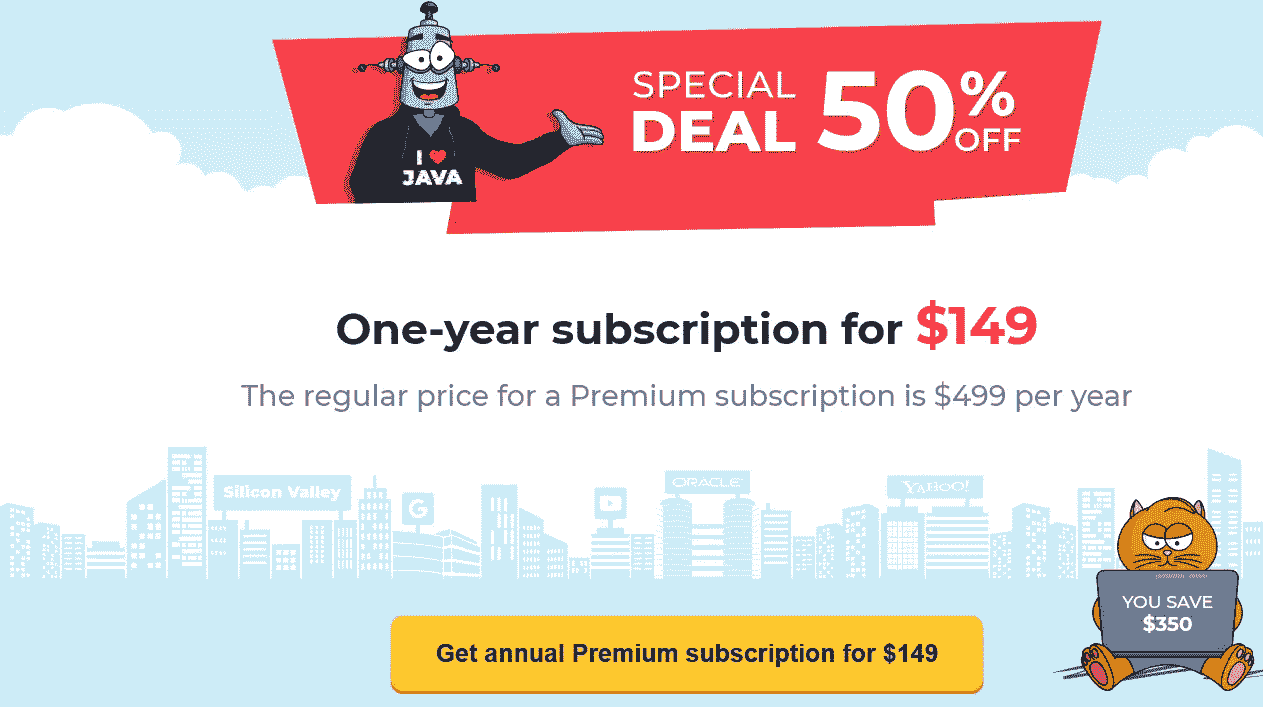 I ❤
JAVA
SPECIAL
DEAL
50%
OFF
One-year subscription for $149
The regular price for a Premium subscription is $499 per year
Silicon Valley
G
ORACLE
YAHOO!
YOU SAVE
$350
Get annual Premium subscription for $149